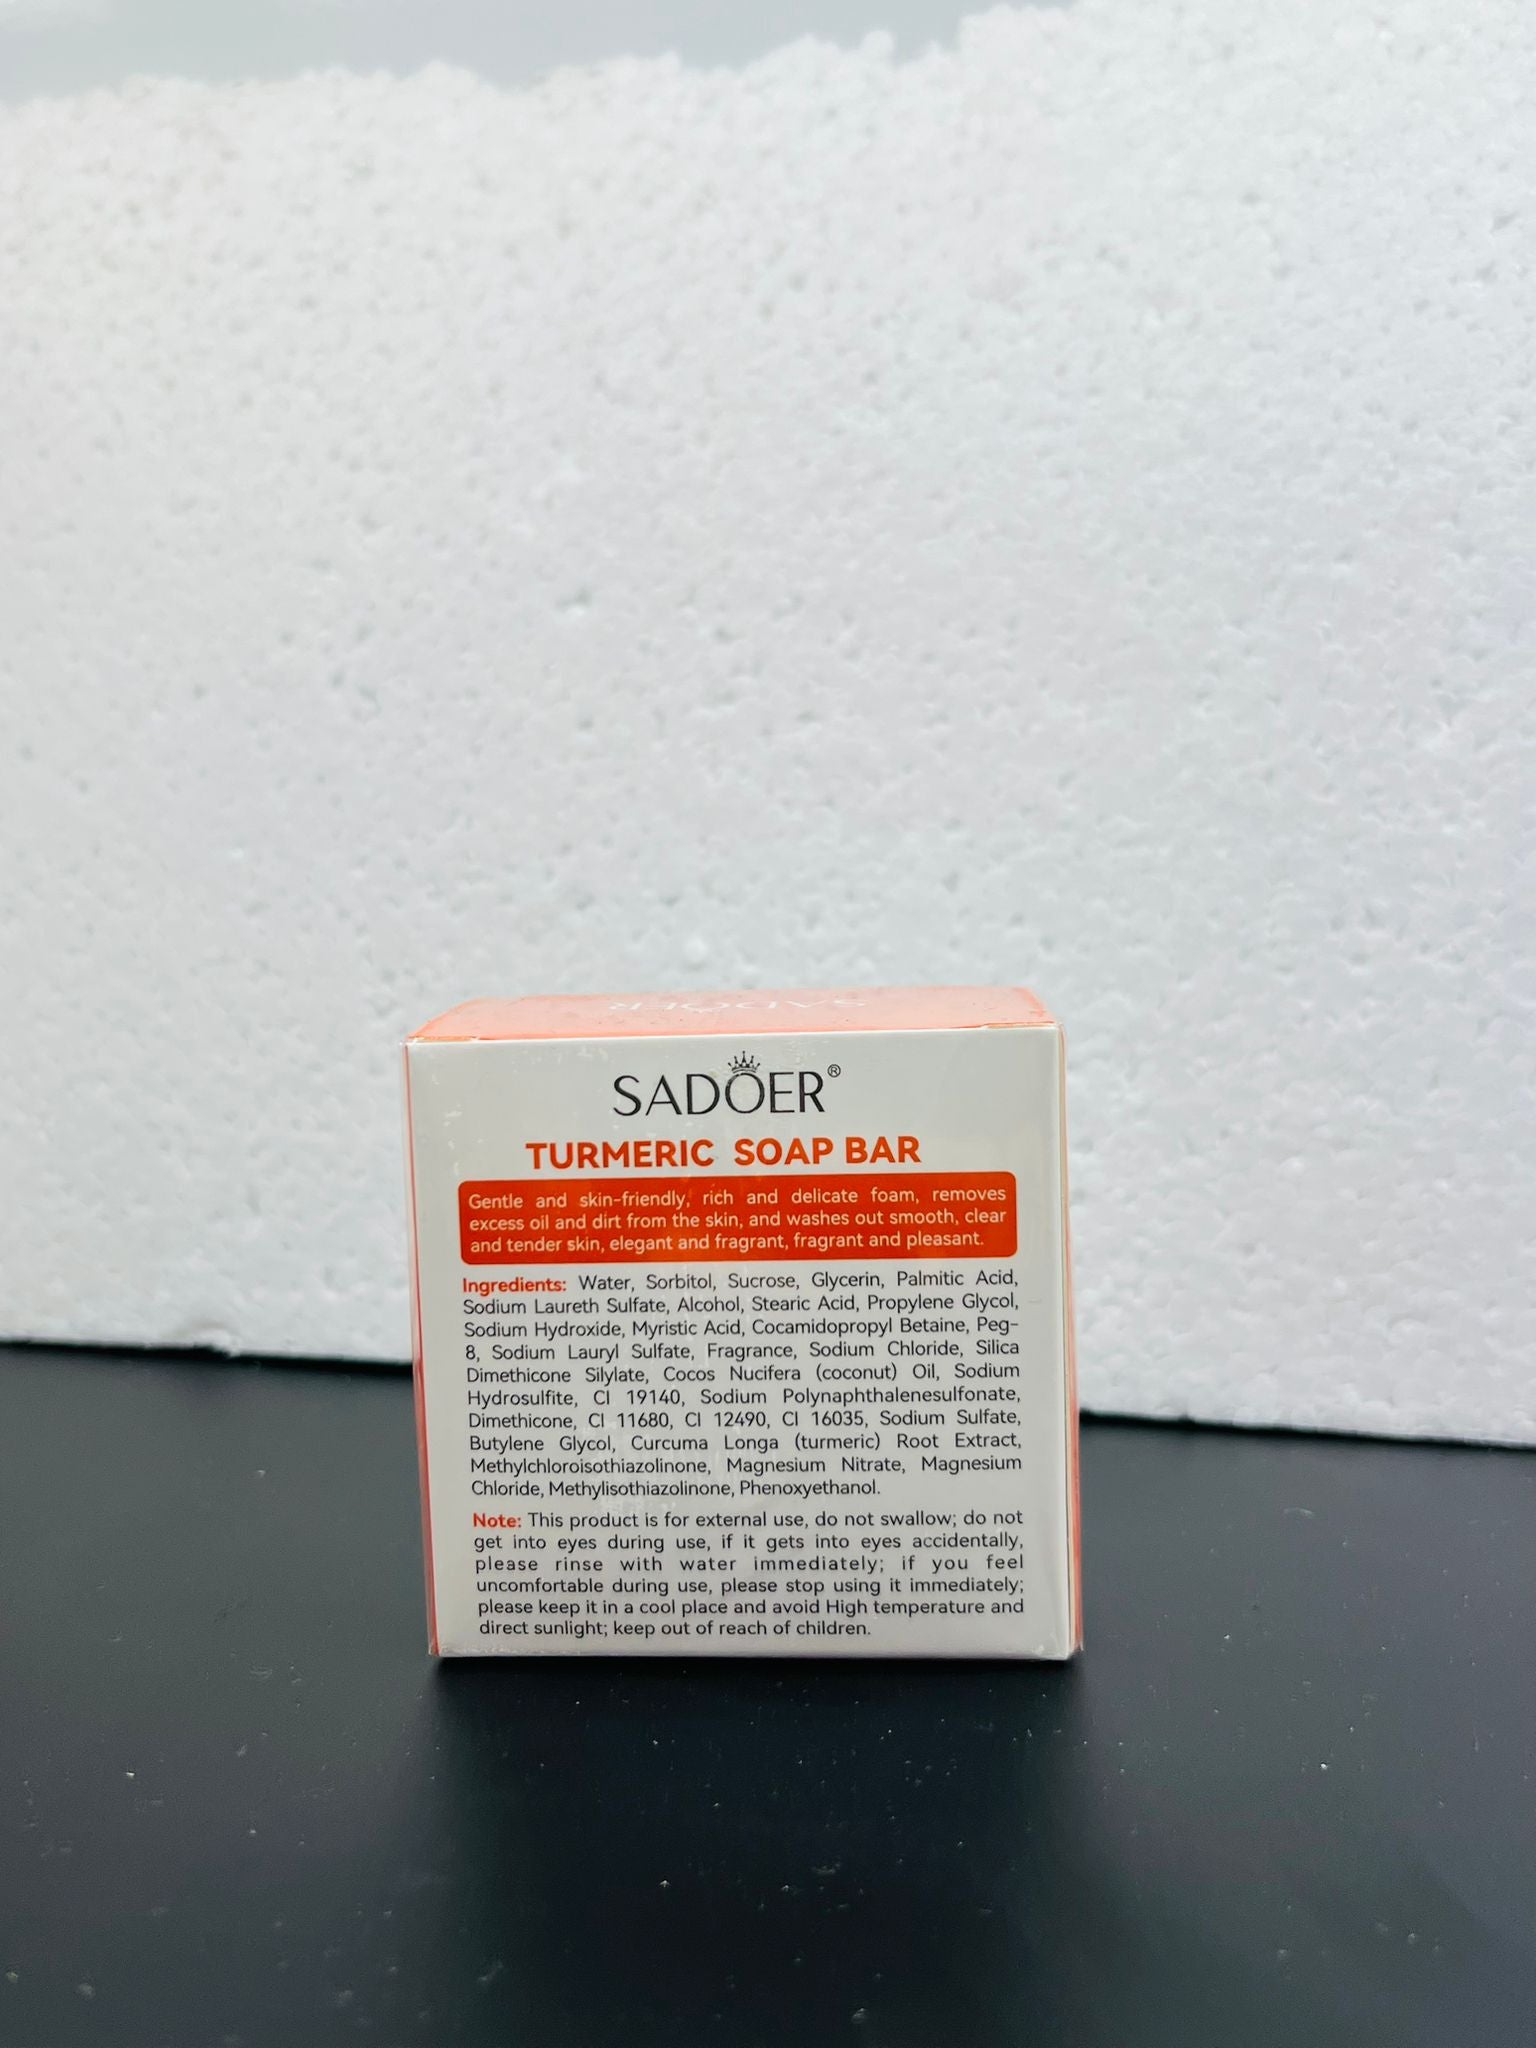 SADOER
SADOER®
TURMERIC SOAP BAR
Gentle and skin-friendly, rich and delicate foam, removes
excess oil and dirt from the skin, and washes out smooth, clear
and tender skin, elegant and fragrant, fragrant and pleasant.
Ingredients: Water, Sorbitol, Sucrose, Glycerin, Palmitic Acid,
Sodium Laureth Sulfate, Alcohol, Stearic Acid, Propylene Glycol,
Sodium Hydroxide, Myristic Acid, Cocamidopropyl Betaine, Peg-
8, Sodium Lauryl Sulfate, Fragrance, Sodium Chloride, Silica
Dimethicone Silylate, Cocos Nucifera (coconut) Oil, Sodium
Hydrosulfite, CI 19140, Sodium Polynaphthalenesulfonate,
Dimethicone, CI 11680, CI 12490, CI 16035, Sodium Sulfate,
Butylene Glycol, Curcuma Longa (turmeric) Root Extract,
Methylchloroisothiazolinone, Magnesium Nitrate, Magnesium
Chloride, Methylisothiazolinone, Phenoxyethanol.
Note: This product is for external use, do not swallow; do not
get into eyes during use, if it gets into eyes accidentally,
please rinse with water immediately; if you feel
uncomfortable during use, please stop using it immediately;
please keep it in a cool place and avoid High temperature and
direct sunlight; keep out of reach of children.